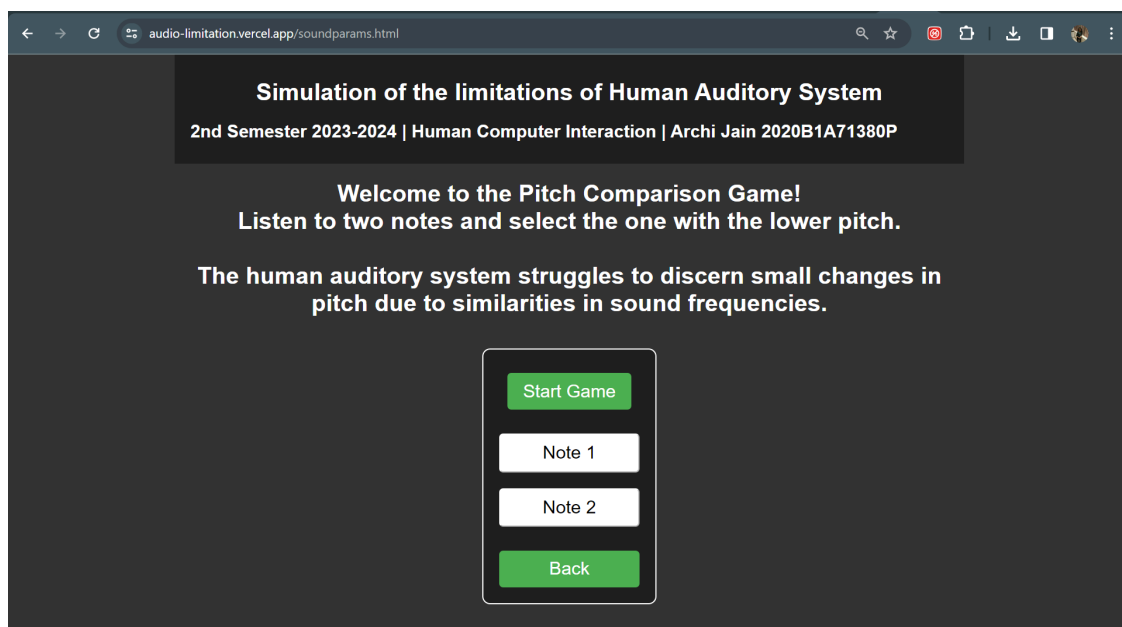 audio-limitation.vercel.app/soundparams.html
Simulation of the limitations of Human Auditory System
2nd Semester 2023-2024 | Human Computer Interaction | Archi Jain 2020B1A71380P
Welcome to the Pitch Comparison Game!
Listen to two notes and select the one with the lower pitch.
The human auditory system struggles to discern small changes in
pitch due to similarities in sound frequencies.
Start Game
Note 1
Note 2
Back